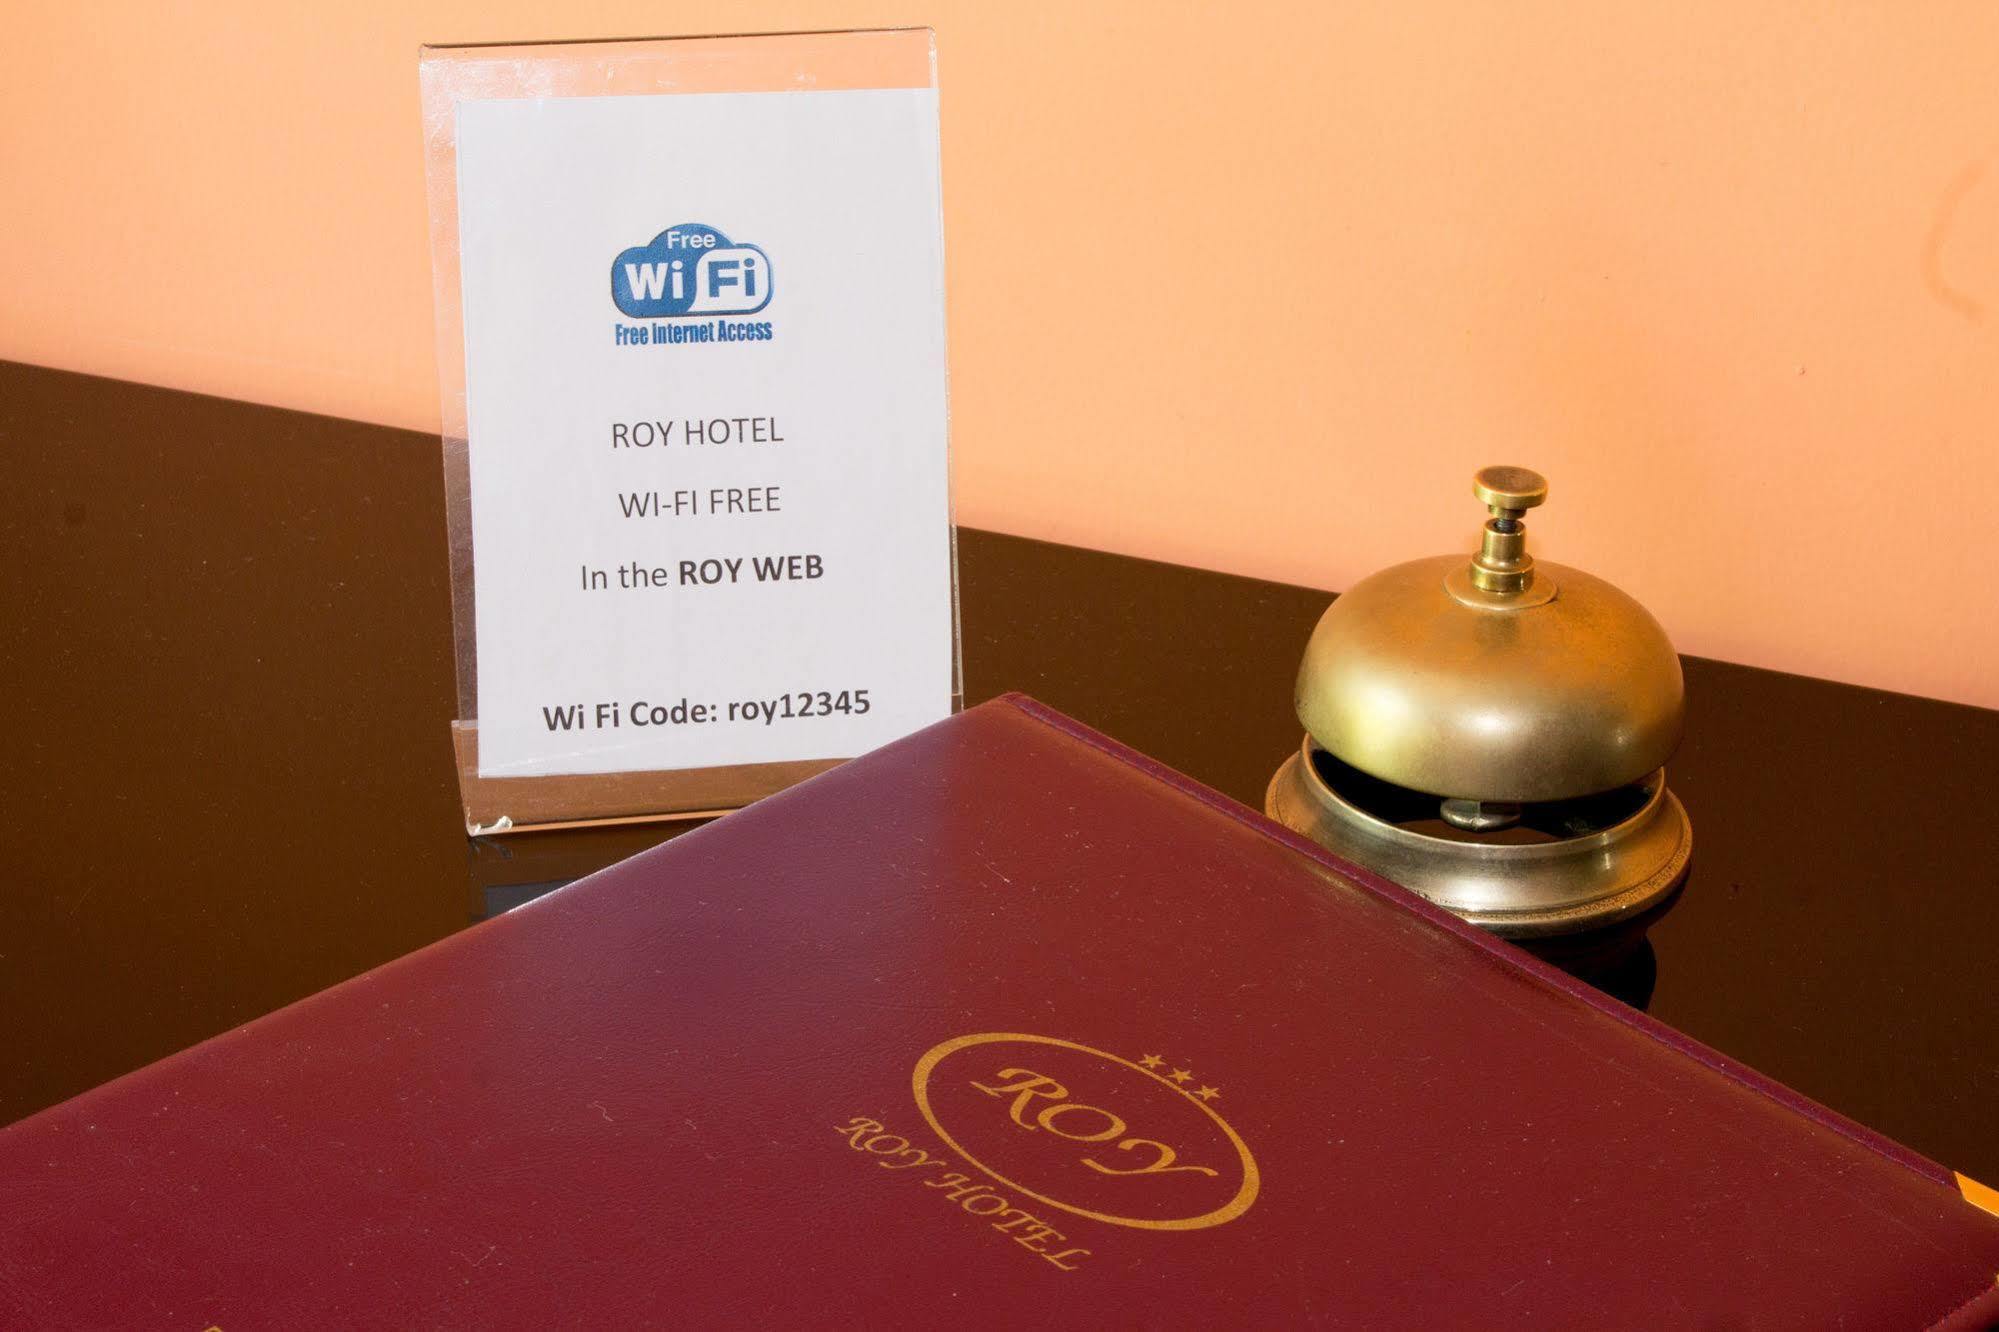 Free
Wi Fi
Free Internet Access
ROY HOTEL
WI-FI FREE
In the ROY WEB
Wi Fi Code: roy12345
ROY
ROY HOTEL